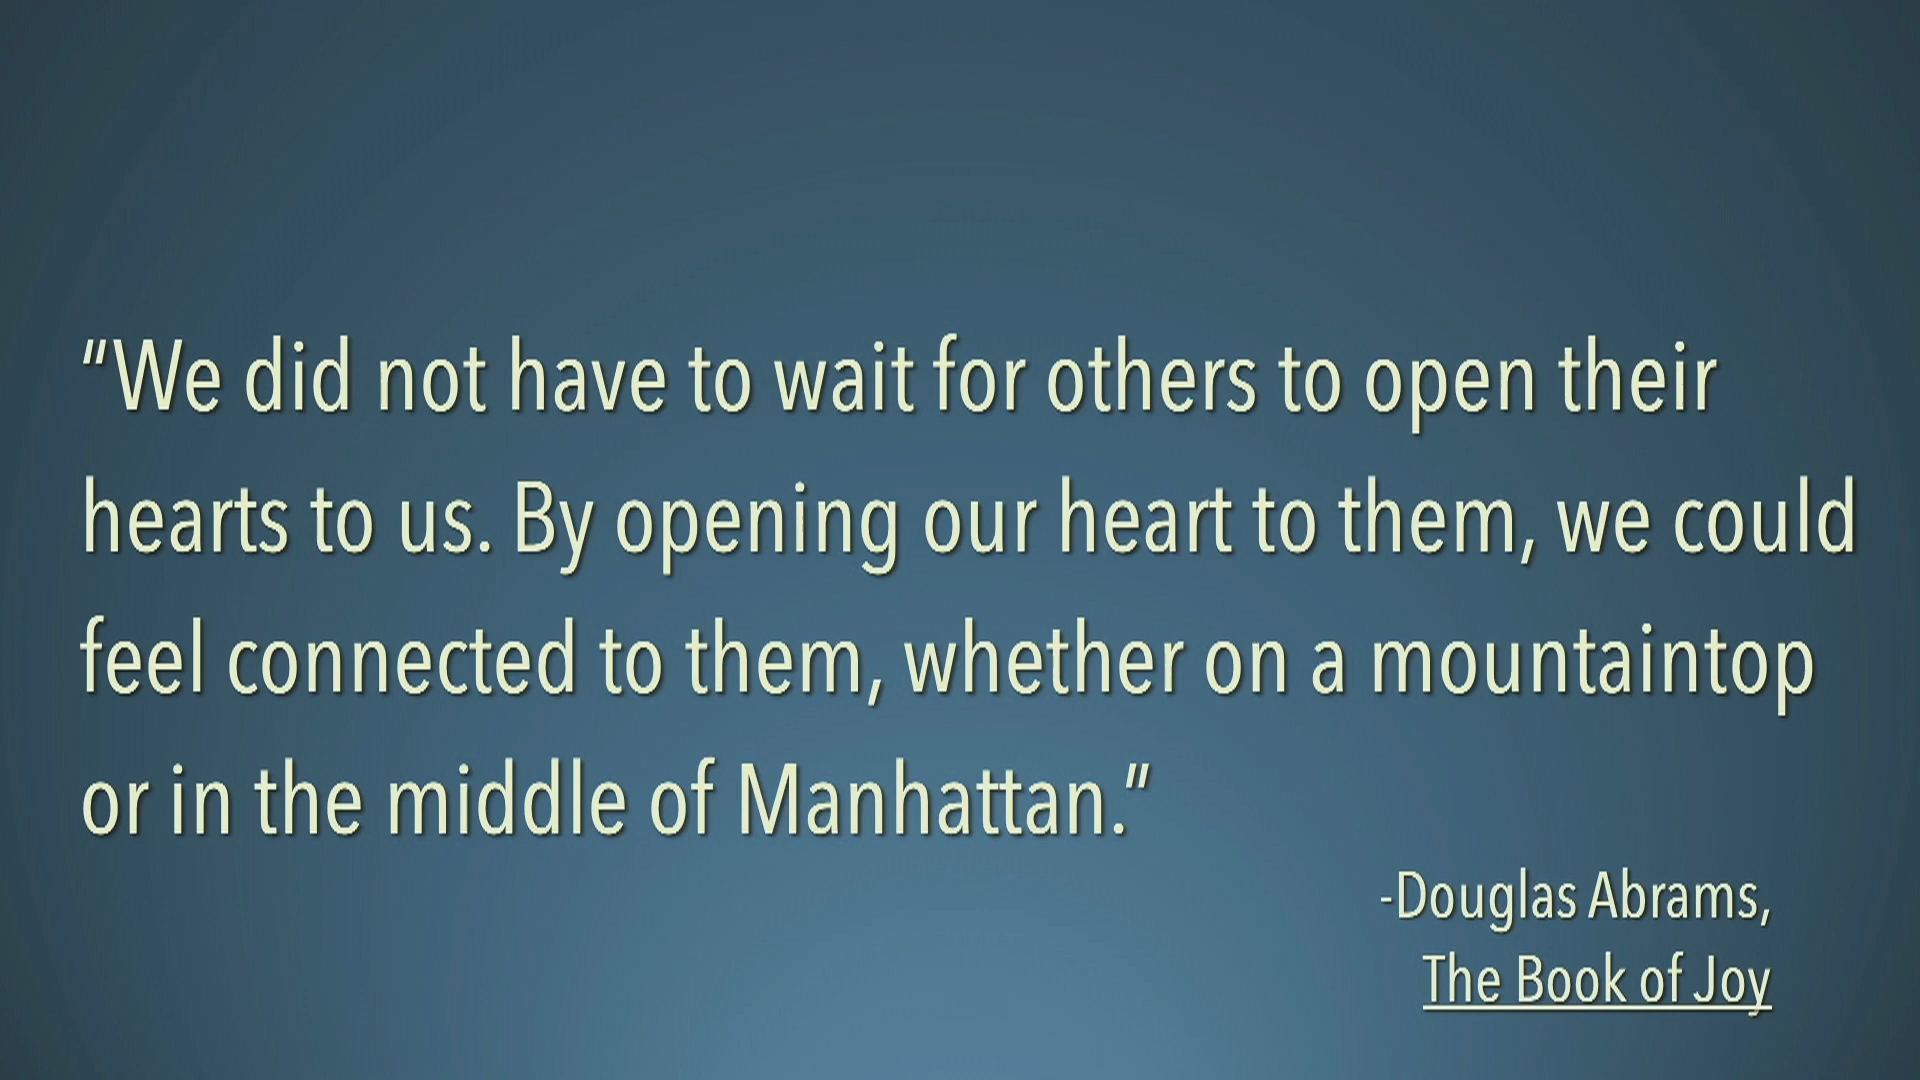 "We did not have to wait for others to open their
hearts to us. By opening our heart to them, we could
feel connected to them, whether on a mountaintop
or in the middle of Manhattan."
-Douglas Abrams,
The Book of Joy